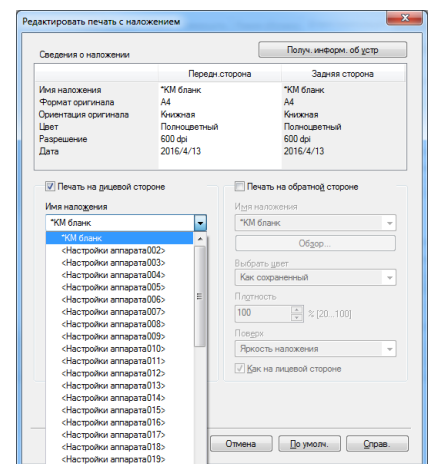 Редактировать печать с наложением
Сведения о наложении
Получ. информ. об устр
Передн.сторона Задняя сторона
Имя наложения *КМ бланк *КМ бланк
Формат оригинала A4 A4
Ориентация оригинала Книжная Книжная
Цвет Полноцветный Полноцветный
Разрешение 600 dpi 600 dpi
Дата 2016/4/13 2016/4/13
Печать на лицевой стороне
Имя наложения
*КМ бланк
*КМ бланк
<Настройки аппарата002>
<Настройки аппарата003>
<Настройки аппарата004>
<Настройки аппарата005>
<Настройки аппарата006>
<Настройки аппарата007>
<Настройки аппарата008>
<Настройки аппарата009>
<Настройки аппарата010>
<Настройки аппарата011>
<Настройки аппарата012>
<Настройки аппарата013>
<Настройки аппарата014>
<Настройки аппарата015>
<Настройки аппарата016>
<Настройки аппарата017>
<Настройки аппарата018>
<Настройки аппарата019>
Печать на обратной стороне
Имя наложения
*КМ бланк
Обзор...
Выбрать цвет
Как сохраненный
Плотность
100 % [20...100]
Поверх
Яркость наложения
Как на лицевой стороне
Отмена По умолч. Справ.